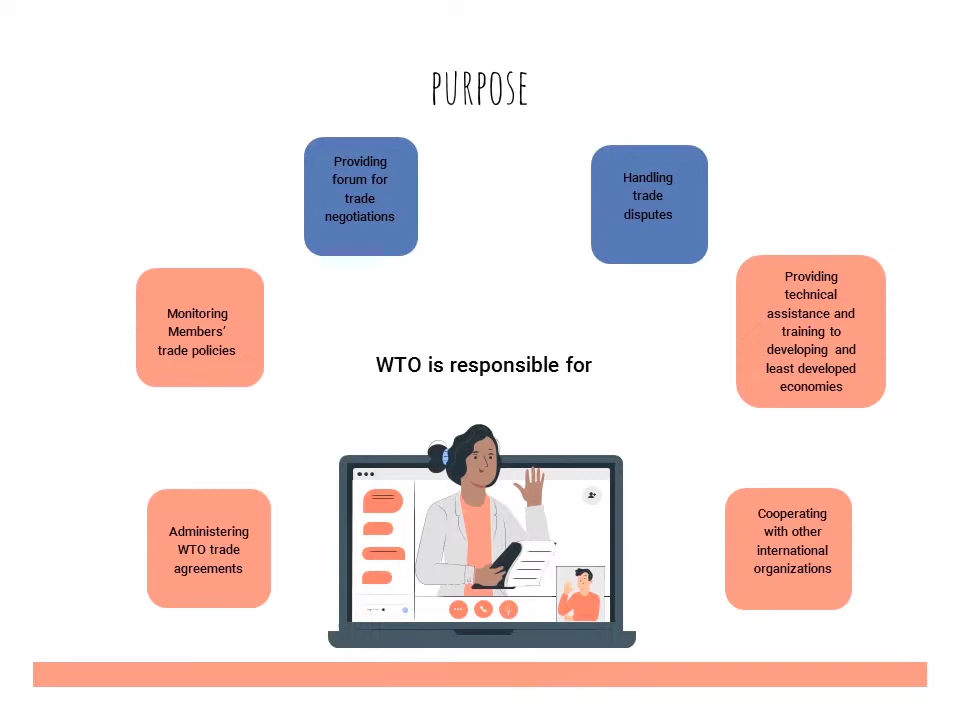 PURPOSE
Providing
forum for
trade
negotiations
Handling
trade
disputes
Monitoring
Members’
trade policies
Providing
technical
assistance and
training to
developing and
least developed
economies
WTO is responsible for
Administering
WTO trade
agreements
Cooperating
with other
international
organizations